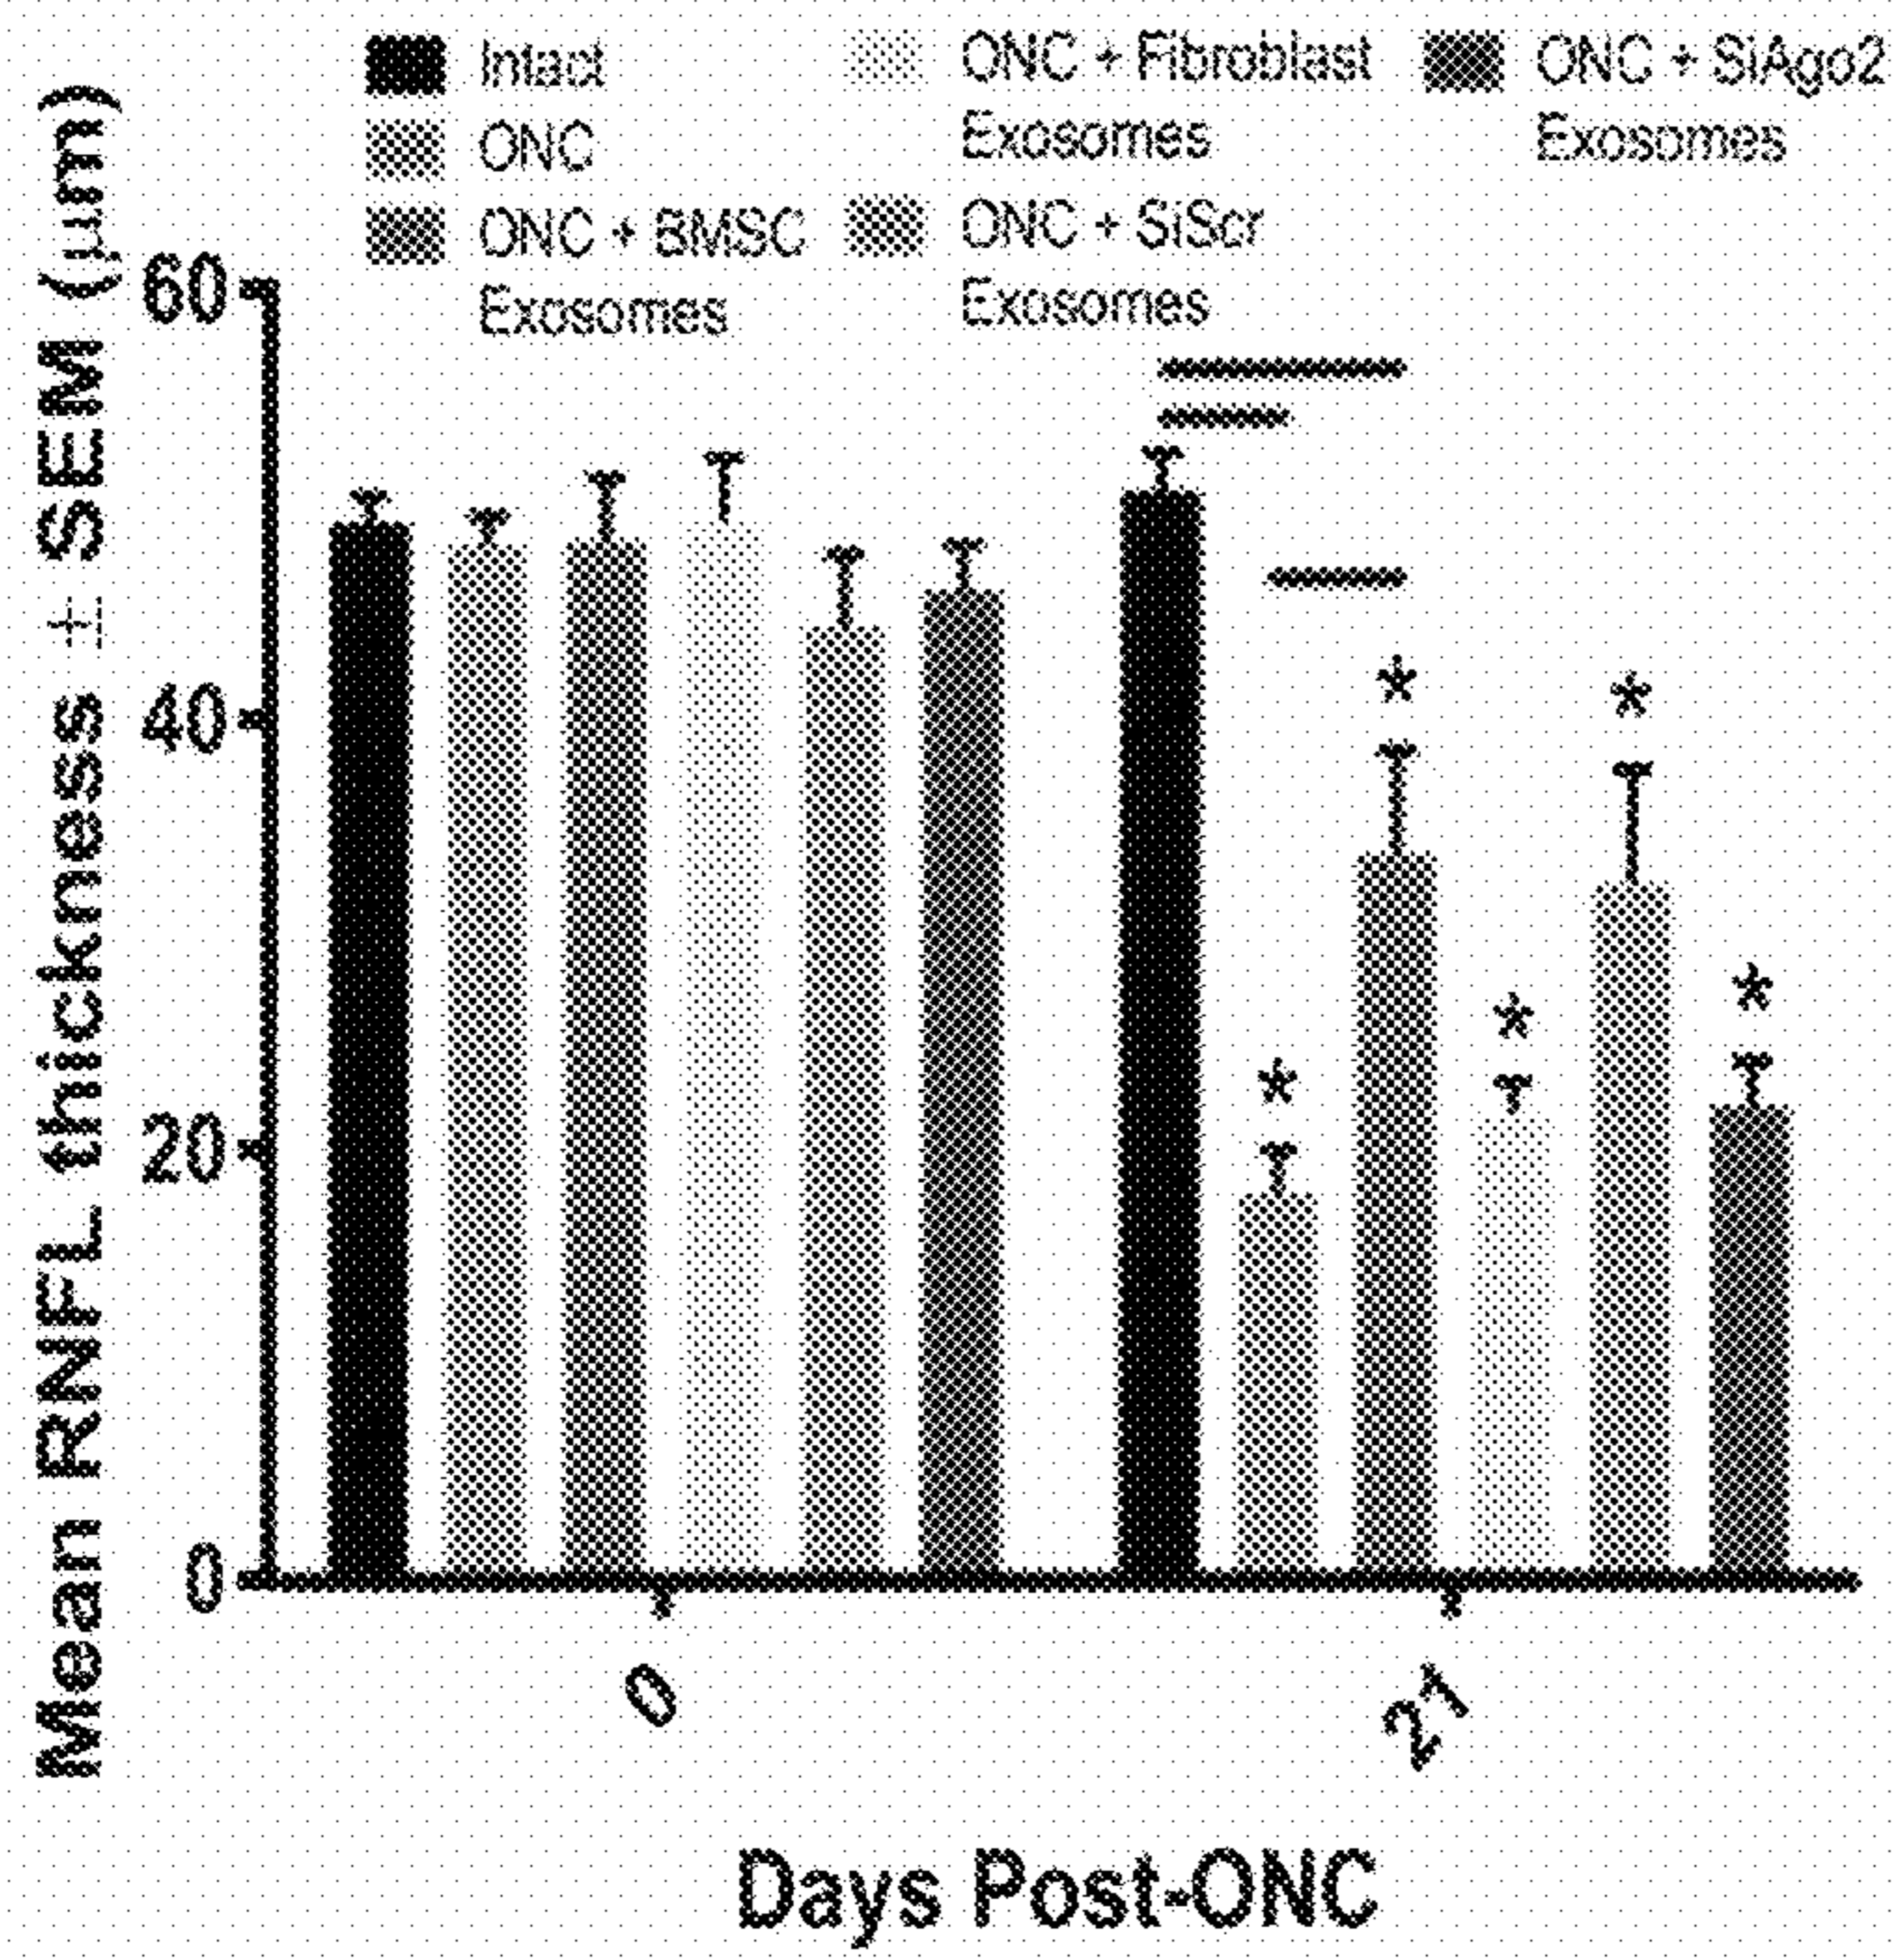 Intact
ONC
ONC + BMSC
Exosomes
ONC + Fibroblast
Exosomes
ONC + SiScr
Exosomes
ONC + SiAgo2
Exosomes
Mean RNFL thickness ± SEM (µm)
60
40
20
0
*
*
*
*
*
0
21
Days Post-ONC